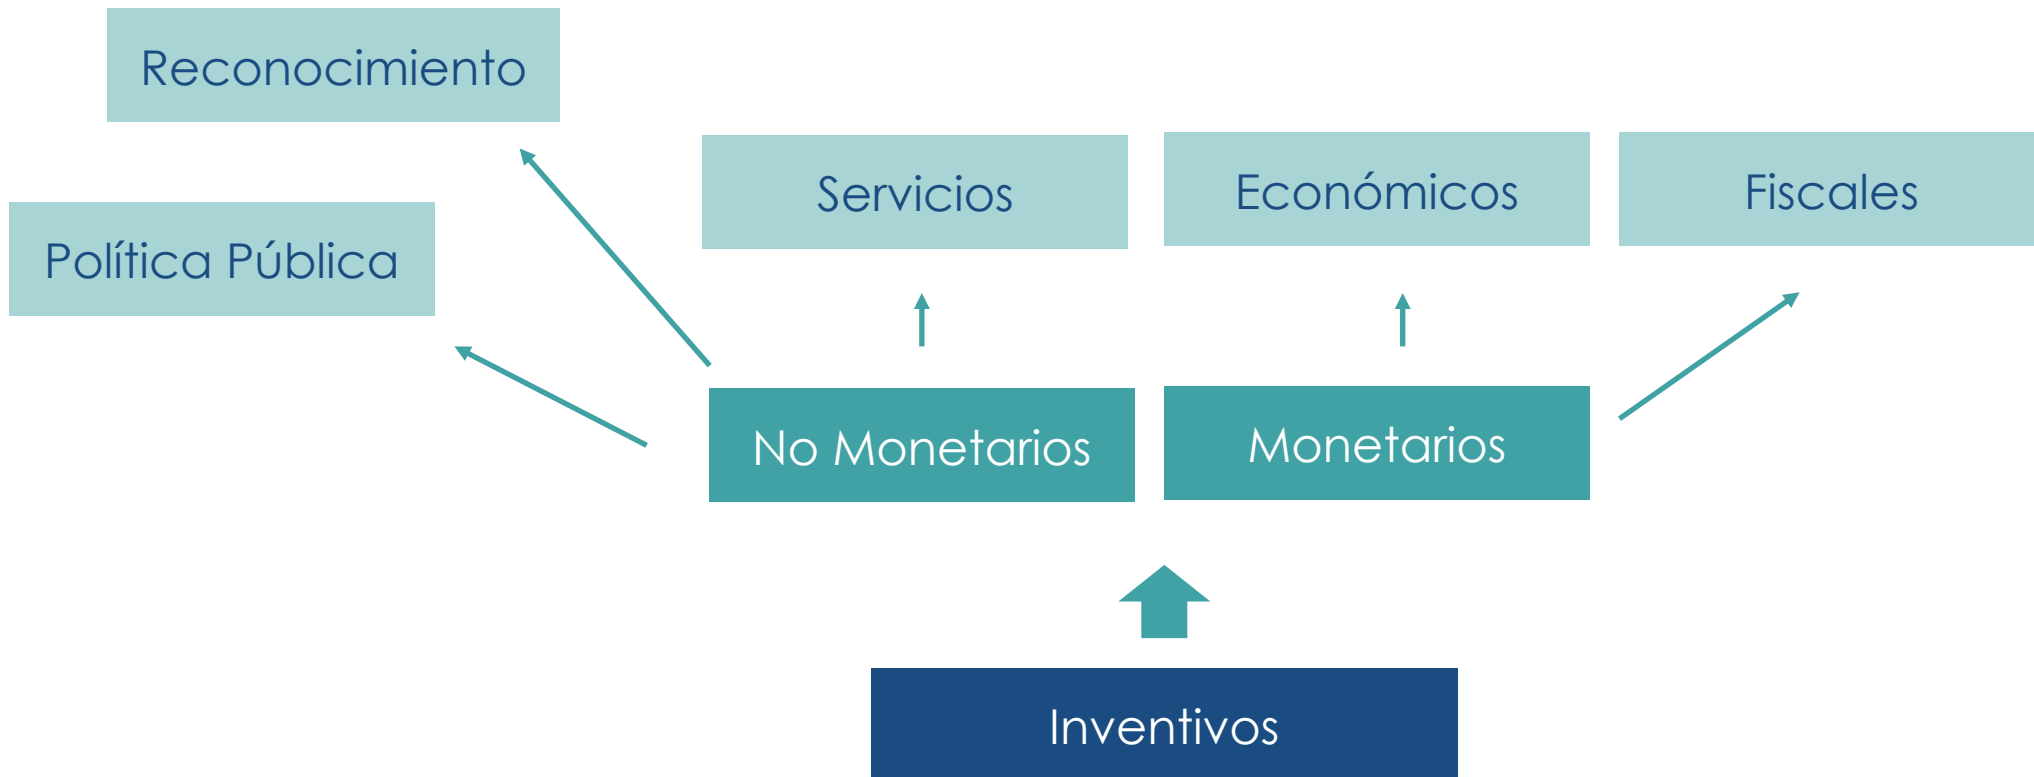 Reconocimiento
Política Pública
Servicios
Económicos
Fiscales
No Monetarios
Monetarios
Inventivos